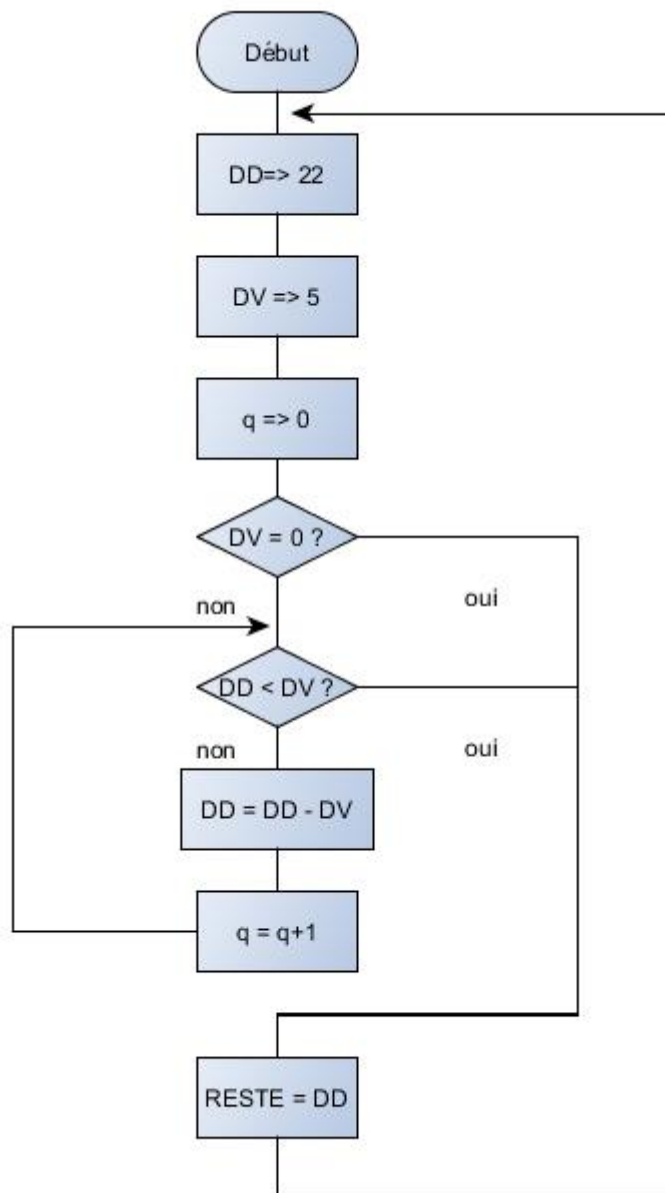 Début
DD=> 22
DV => 5
q => 0
DV = 0 ?
non
oui
DD < DV ?
non
oui
DD = DD - DV
q = q+1
RESTE = DD